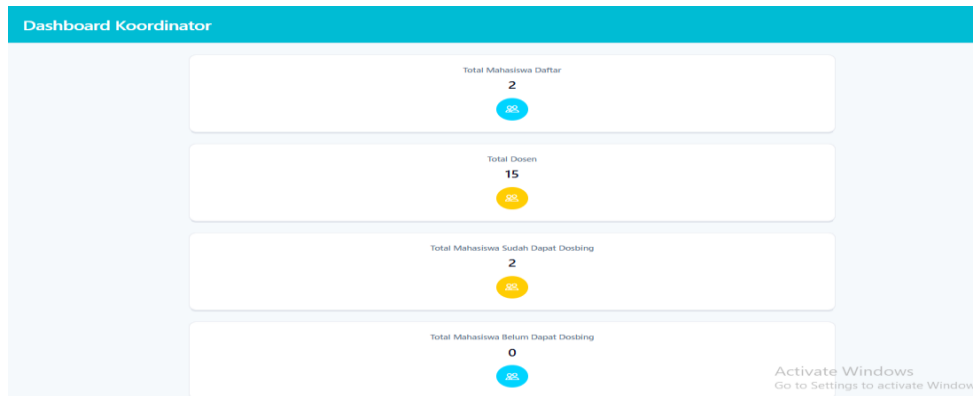 Dashboard Koordinator
Total Mahasiswa Daftar
2
Total Dosen
15
Total Mahasiswa Sudah Dapat Dosbing
2
Total Mahasiswa Belum Dapat Dosbing
0
Activate Windows
Go to Settings to activate Window